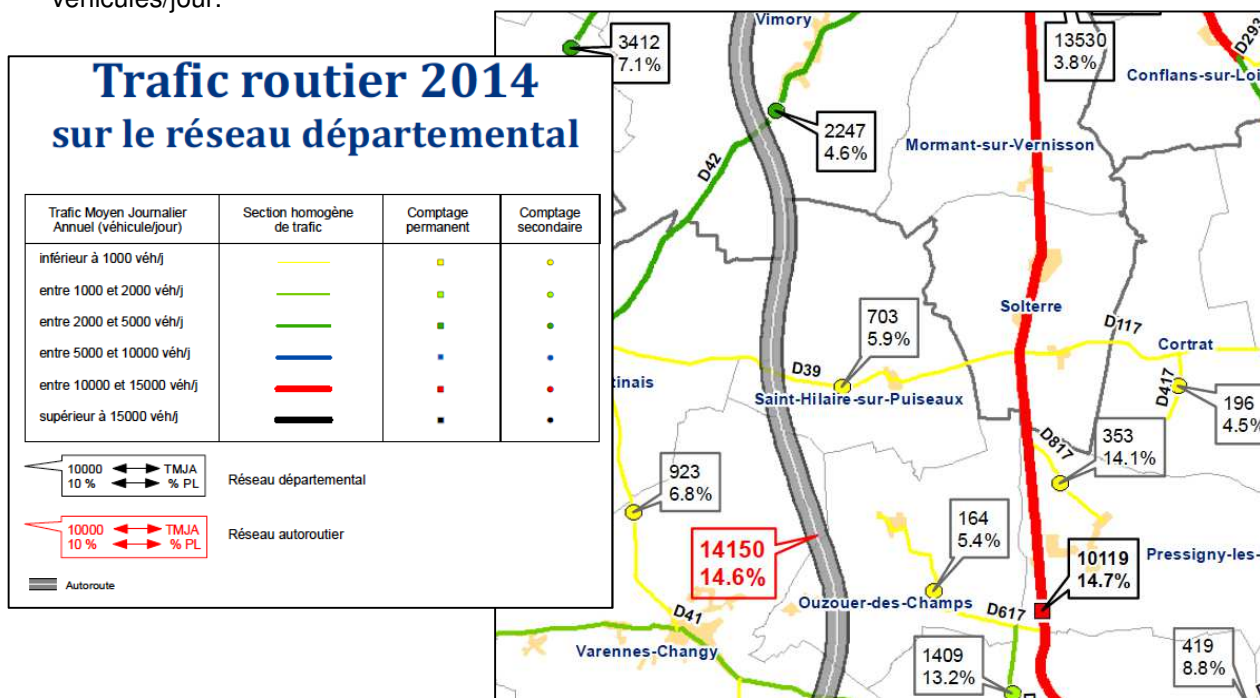 véhicules/jour.
Trafic routier 2014
sur le réseau départemental
Trafic Moyen Journalier
Annuel (véhicule/jour)
Section homogène
de trafic
Comptage
permanent
Comptage
secondaire
inférieur à 1000 véh/j
entre 1000 et 2000 véh/j
entre 2000 et 5000 véh/j
entre 5000 et 10000 véh/j
entre 10000 et 15000 véh/j
supérieur à 15000 véh/j
10000 TMJA
10 % % PL
Réseau départemental
10000 TMJA
10 % % PL
Réseau autoroutier
Autoroute
Vimory
3412
7.1%
13530
3.8%
D293
Conflans-sur-Loi
2247
4.6%
Mormant-sur-Vernisson
D42
Solterre
703
5.9%
D117
Cortrat
D39
tinais
Saint-Hilaire-sur-Puiseaux
D417
196
4.5%
D817
353
14.1%
923
6.8%
164
5.4%
14150
14.6%
10119
14.7%
Pressigny-les-
Ouzouer-des-Champs
D617
D41
Varennes-Changy
1409
13.2%
419
8.8%